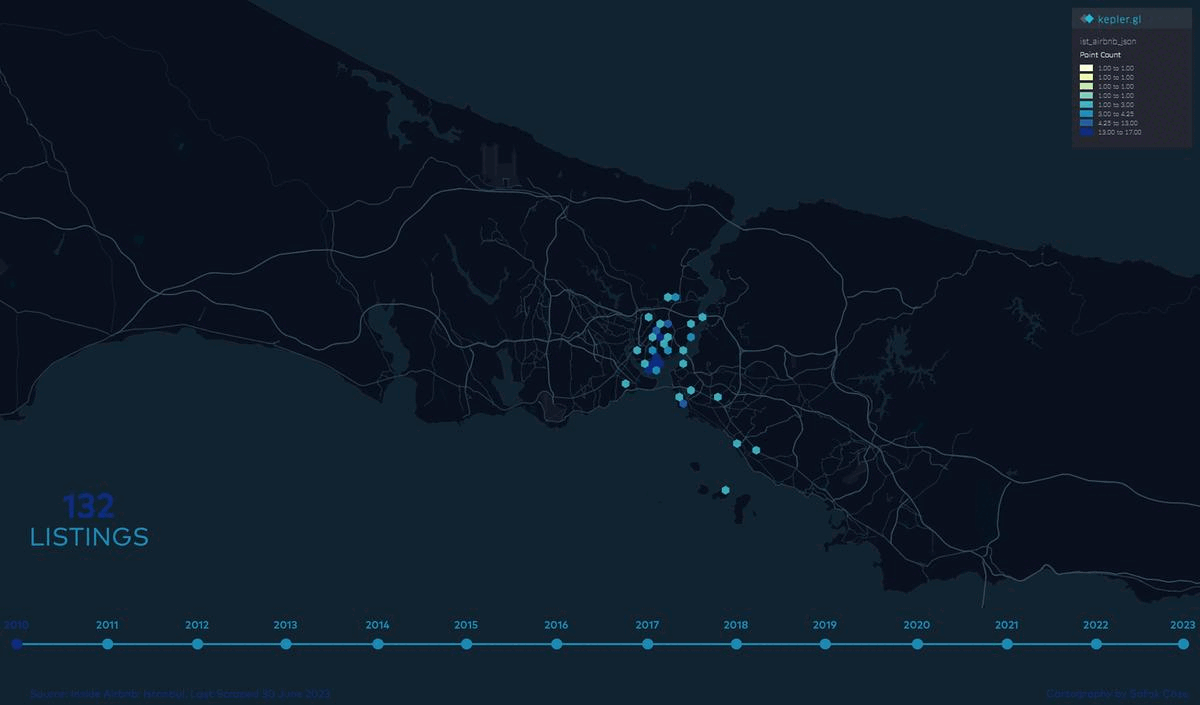 kepler.gl
ist_airbnb_json
Point Count
1.00 to 1.00
1.00 to 1.00
1.00 to 1.00
1.00 to 1.00
1.00 to 3.00
3.00 to 4.25
4.25 to 13.00
13.00 to 17.00
132
LISTINGS
2010 2011 2012 2013 2014 2015 2016 2017 2018 2019 2020 2021 2022 2023
Source: Inside Airbnb: Istanbul, Last Scraped 30 June 2023
Cartography by Safak